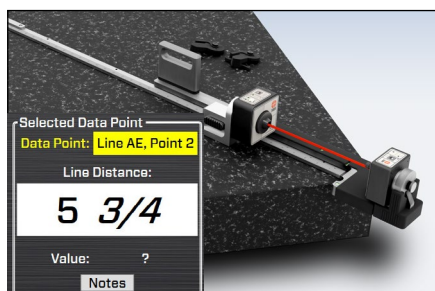 Selected Data Point
Data Point: Line AE, Point 2
Line Distance:
5 3/4
Value: ?
Notes